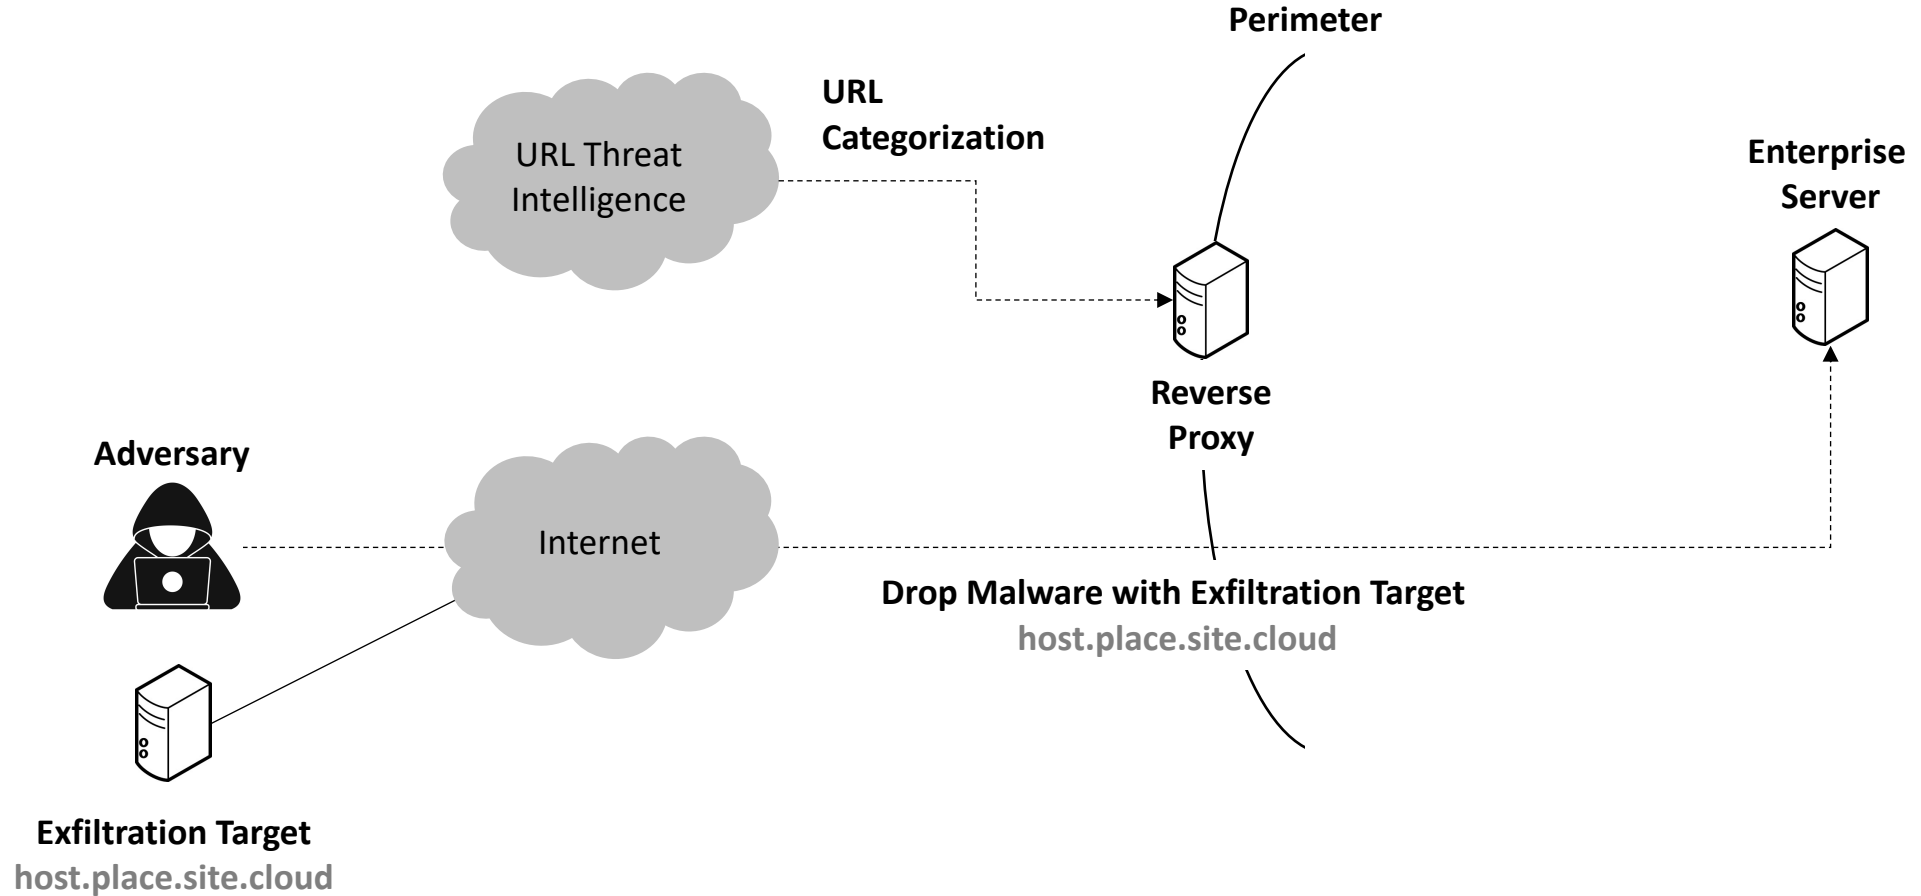 Perimeter
URL
Categorization
URL Threat
Intelligence
Enterprise
Server
Reverse
Proxy
Adversary
Internet
Drop Malware with Exfiltration Target
host.place.site.cloud
Exfiltration Target
host.place.site.cloud